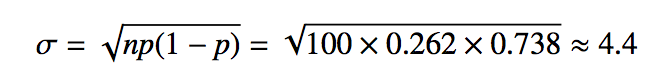 σ = √np(1 − p) = √100 × 0.262 × 0.738 ≈ 4.4